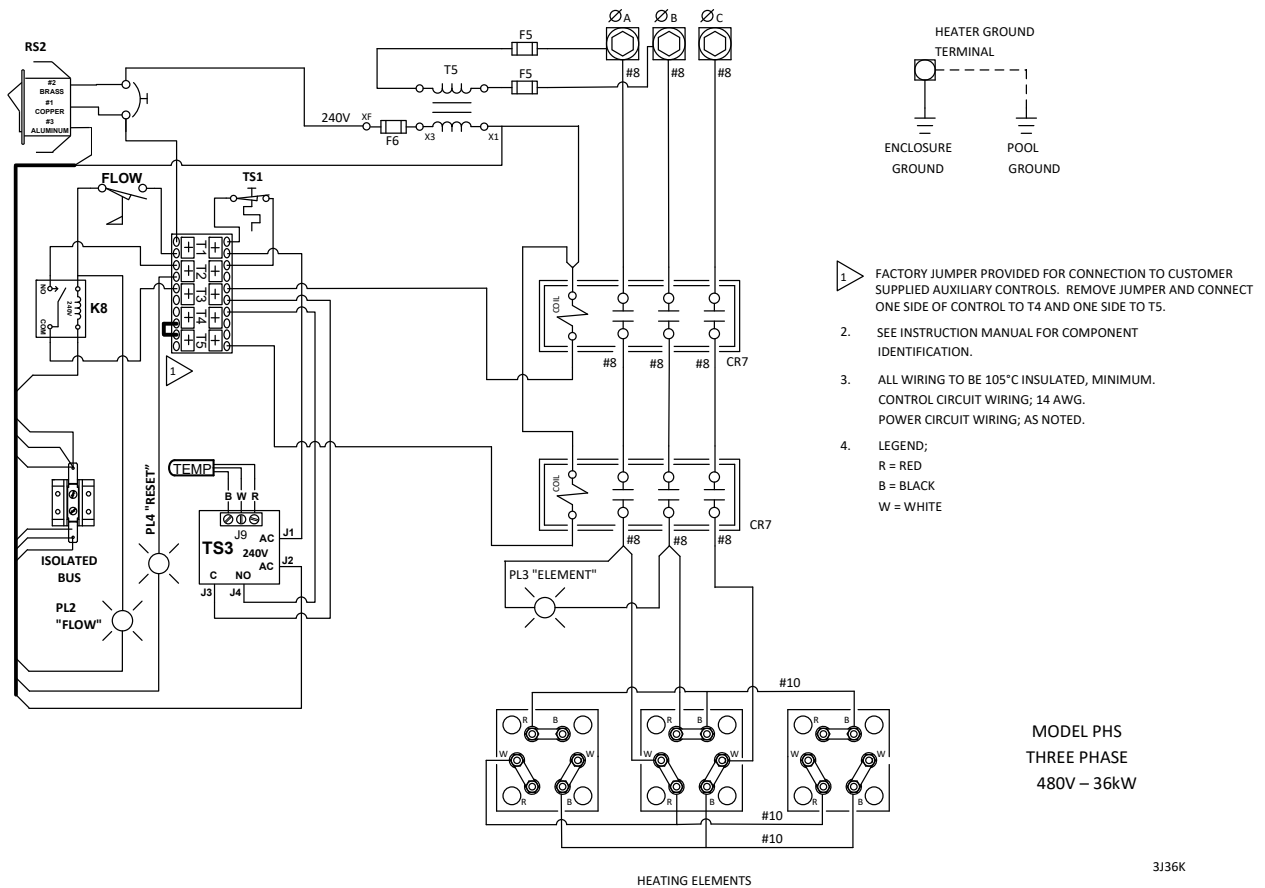 ØA
ØB
ØC
F5
T5
F5
#8
#8
#8
RS2
#2
BRASS
#1
COPPER
#3
ALUMINUM
240V
XF
F6
X3
X1
HEATER GROUND
TERMINAL
ENCLOSURE
GROUND
POOL
GROUND
FLOW
TS1
T1
T2
T3
T4
T5
1
NO
COM
240V
K8
COIL
#8
#8
#8
CR7
1
FACTORY JUMPER PROVIDED FOR CONNECTION TO CUSTOMER
SUPPLIED AUXILIARY CONTROLS. REMOVE JUMPER AND CONNECT
ONE SIDE OF CONTROL TO T4 AND ONE SIDE TO T5.
2. SEE INSTRUCTION MANUAL FOR COMPONENT
IDENTIFICATION.
3. ALL WIRING TO BE 105°C INSULATED, MINIMUM.
CONTROL CIRCUIT WIRING; 14 AWG.
POWER CIRCUIT WIRING; AS NOTED.
4. LEGEND;
R = RED
B = BLACK
W = WHITE
TEMP
B W R
J9
TS3
240V
AC
AC
J1
J2
C
NO
J3
J4
PL4 "RESET"
ISOLATED
BUS
PL2
"FLOW"
COIL
#8
#8
#8
CR7
PL3 "ELEMENT"
#10
R
B
W
W
R
B
R
B
W
W
R
B
R
B
W
W
R
B
#10
#10
HEATING ELEMENTS
MODEL PHS
THREE PHASE
480V – 36kW
3J36K